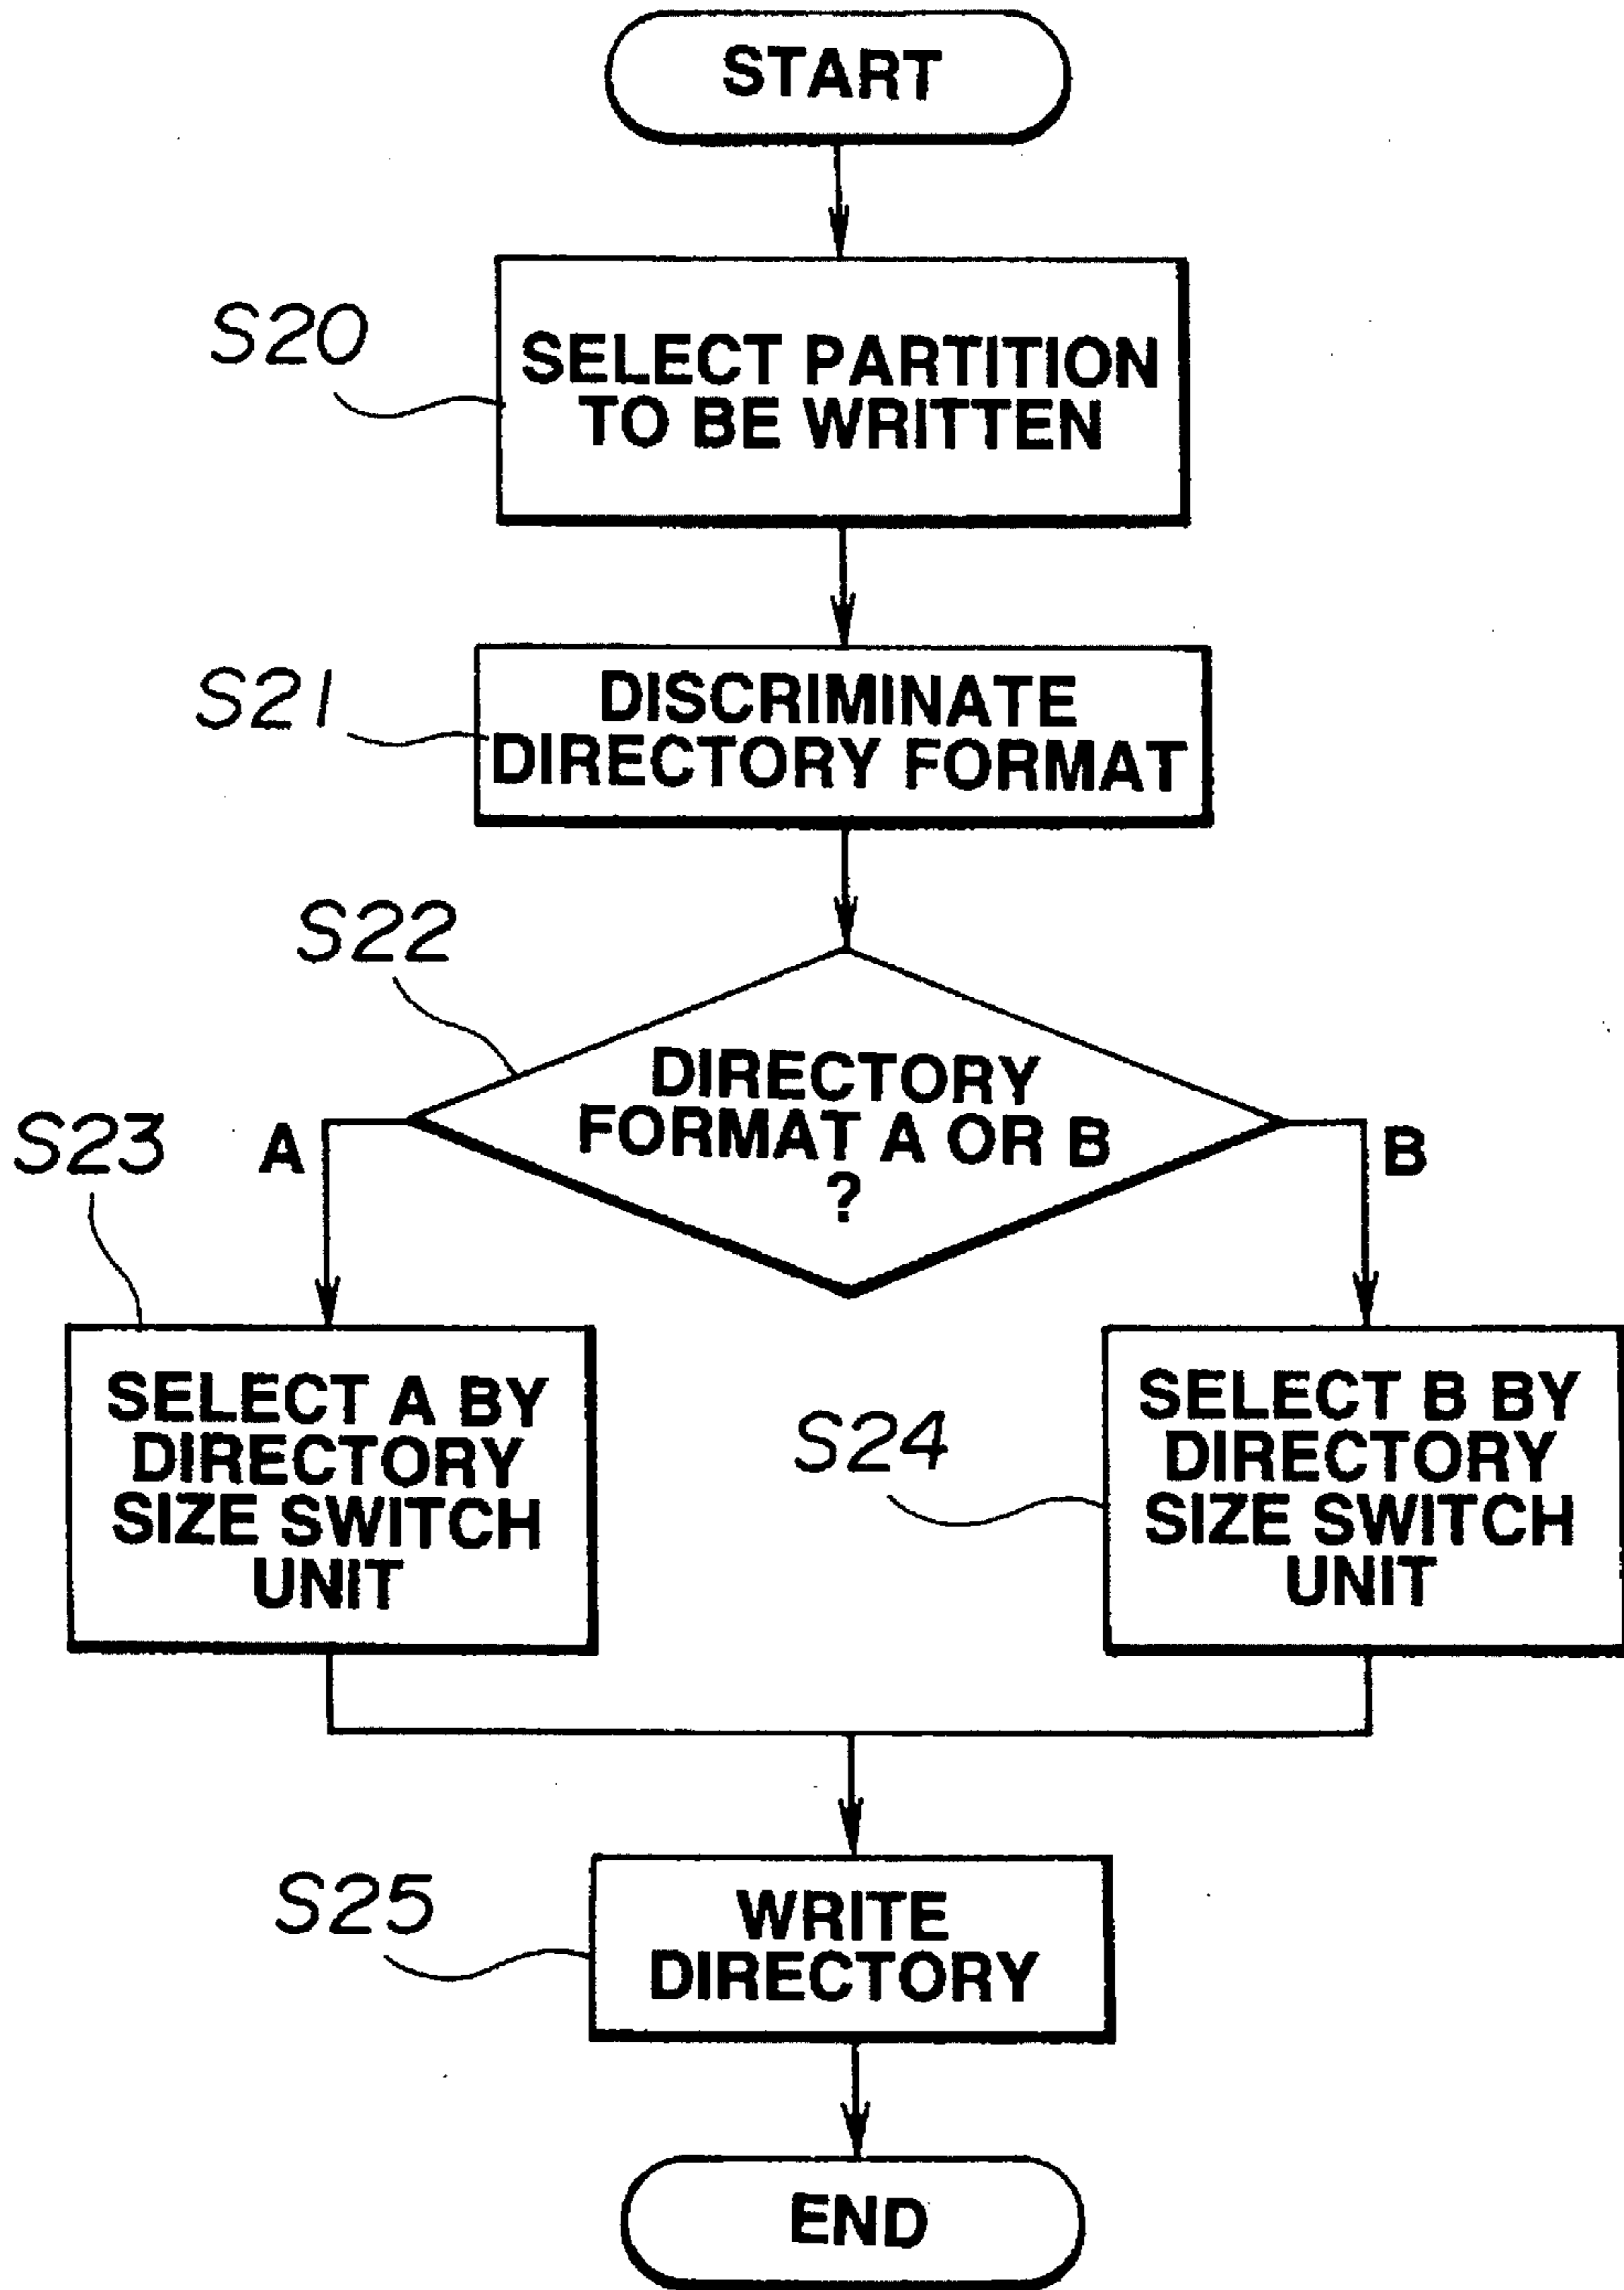 START
S20
SELECT PARTITION
TO BE WRITTEN
S21
DISCRIMINATE
DIRECTORY FORMAT
S22
DIRECTORY
FORMAT A OR B
?
S23
A
B
SELECT A BY
DIRECTORY
SIZE SWITCH
UNIT
S24
SELECT B BY
DIRECTORY
SIZE SWITCH
UNIT
S25
WRITE
DIRECTORY
END